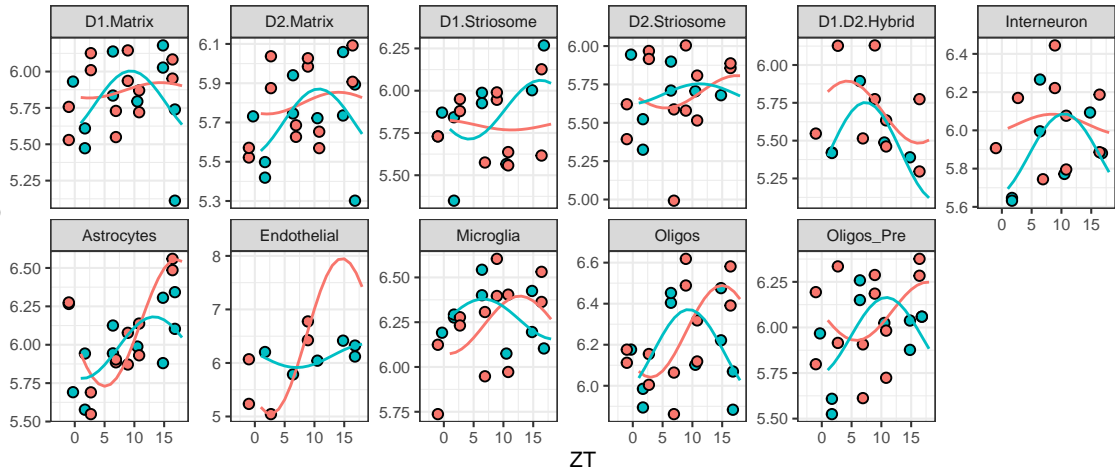 D1.Matrix D2.Matrix D1.Striosome D2.Striosome D1.D2.Hybrid Interneuron
6.00 5.75 5.50 5.25
6.1 5.9 5.7 5.5 5.3
6.25 6.00 5.75 5.50
6.00 5.75 5.50 5.25 5.00
6.00 5.75 5.50 5.25
6.4 6.2 6.0 5.8 5.6
0 5 10 15
Astrocytes Endothelial Microglia Oligos Oligos_Pre
6.50 6.25 6.00 5.75 5.50
8 7 6 5
6.50 6.25 6.00 5.75
6.6 6.4 6.2 6.0
6.25 6.00 5.75 5.50
0 5 10 15 0 5 10 15 0 5 10 15 0 5 10 15 0 5 10 15
ZT